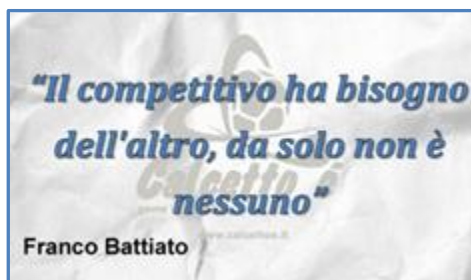 “Il competitivo ha bisogno
dell'altro, da solo non è
nessuno”
Franco Battiato